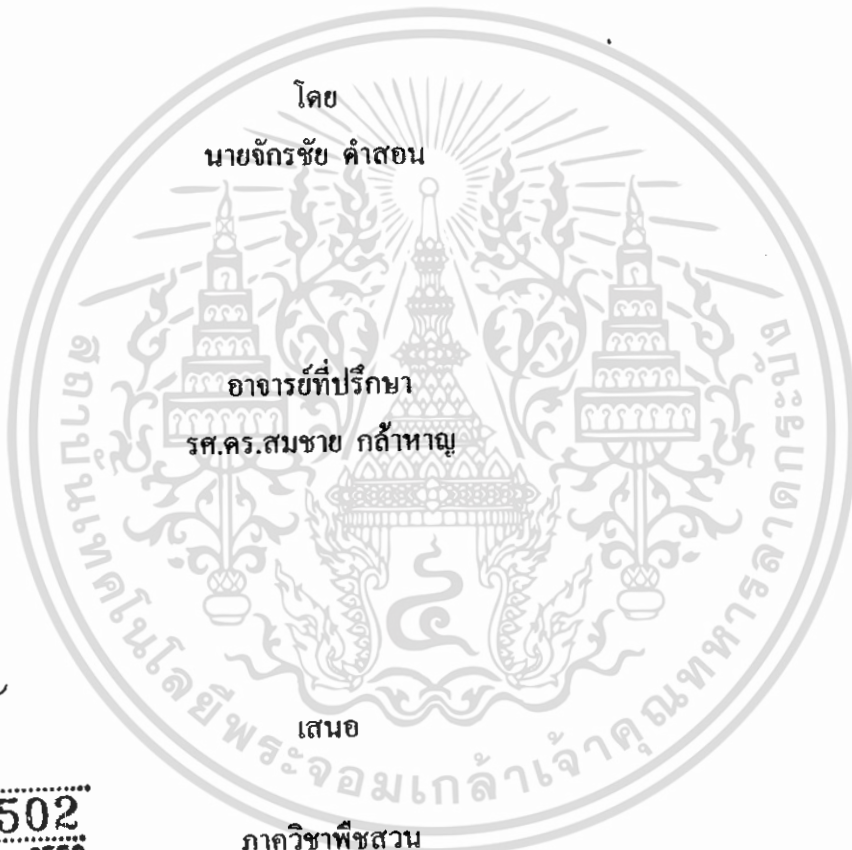 โดย
นายจักรชัย คำสอน
อาจารย์ที่ปรึกษา
รศ.ดร.สมชาย กล้าหาญ
เสนอ
ภาควิชาพืชสวน
502
สถาบันเทคโนโลยีพระจอมเกล้าเจ้าคุณทหารลาดกระบัง